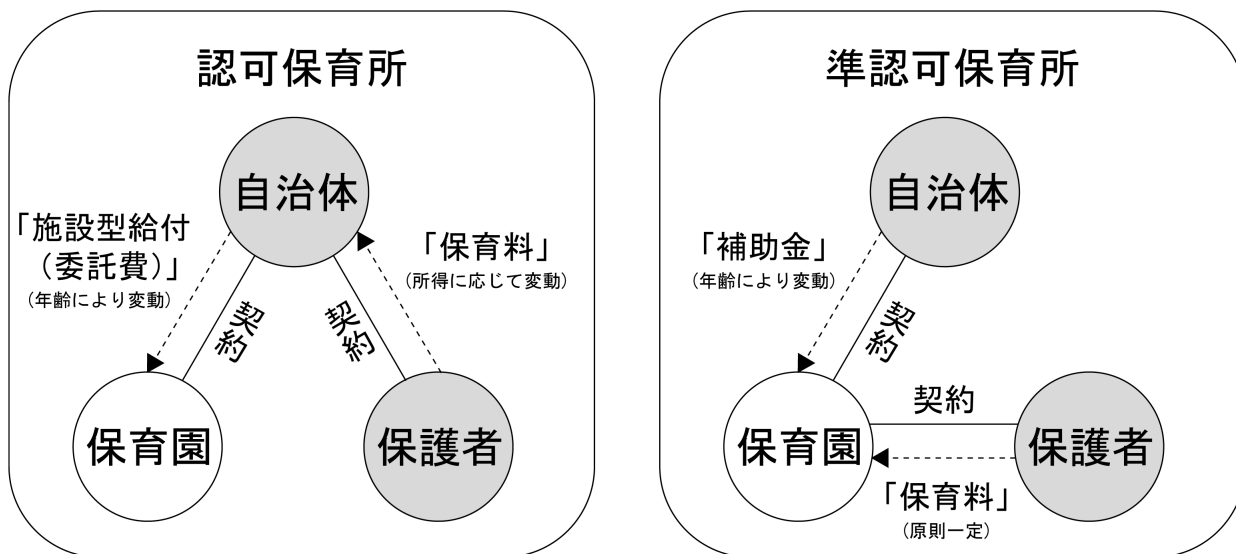 認可保育所
自治体
「施設型給付
（委託費）」
（年齢により変動）
「保育料」
（所得に応じて変動）
契約
契約
保育園
保護者
準認可保育所
自治体
「補助金」
（年齢により変動）
契約
契約
保育園
保護者
「保育料」
（原則一定）